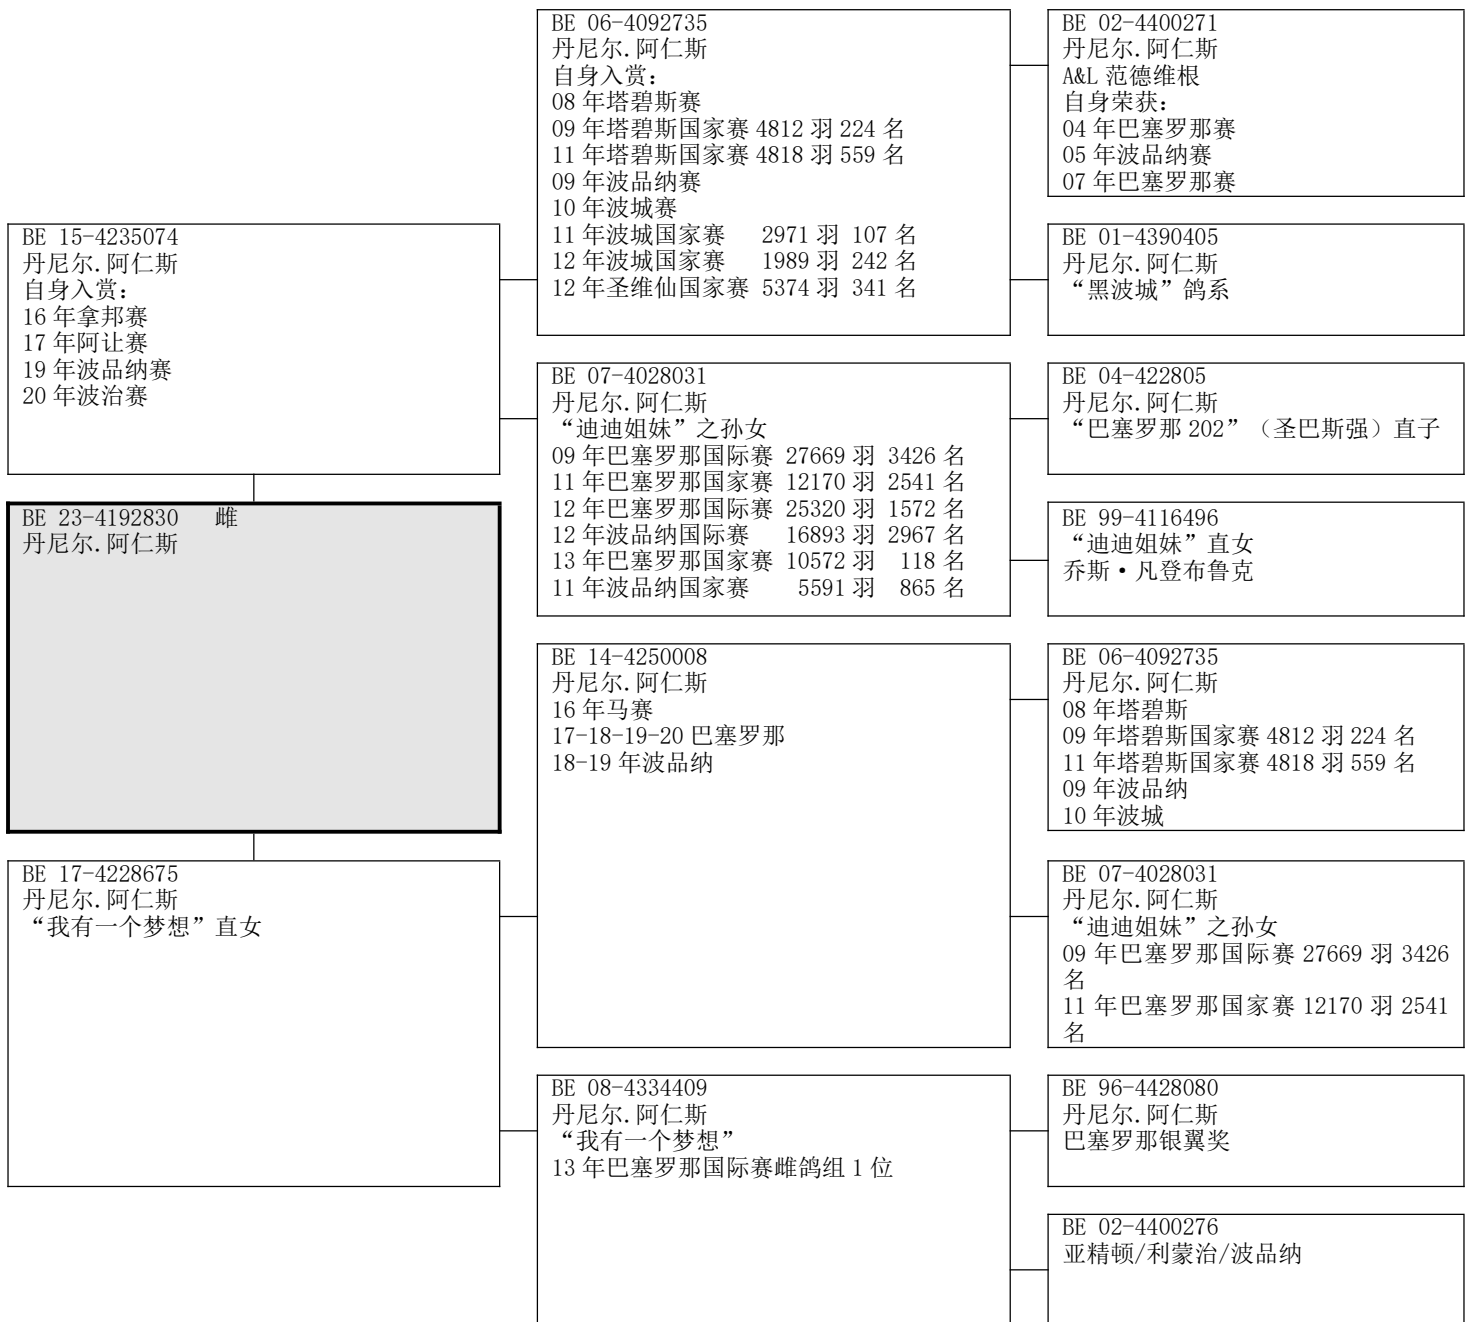 BE 15-4235074
丹尼尔.阿仁斯
自身入赏：
16 年拿邦赛
17 年阿让赛
19 年波品纳赛
20 年波治赛
BE 23-4192830 雌
丹尼尔.阿仁斯
BE 17-4228675
丹尼尔.阿仁斯
“我有一个梦想”直女
BE 06-4092735
丹尼尔.阿仁斯
自身入赏：
08 年塔碧斯赛
09 年塔碧斯国家赛 4812 羽 224 名
11 年塔碧斯国家赛 4818 羽 559 名
09 年波品纳赛
10 年波城赛
11 年波城国家赛 2971 羽 107 名
12 年波城国家赛 1989 羽 242 名
12 年圣维仙国家赛 5374 羽 341 名
BE 07-4028031
丹尼尔.阿仁斯
“迪迪姐妹”之孙女
09 年巴塞罗那国际赛 27669 羽 3426 名
11 年巴塞罗那国家赛 12170 羽 2541 名
12 年巴塞罗那国际赛 25320 羽 1572 名
12 年波品纳国际赛 16893 羽 2967 名
13 年巴塞罗那国家赛 10572 羽 118 名
11 年波品纳国家赛 5591 羽 865 名
BE 14-4250008
丹尼尔.阿仁斯
16 年马赛
17-18-19-20 巴塞罗那
18-19 年波品纳
BE 08-4334409
丹尼尔.阿仁斯
“我有一个梦想”
13 年巴塞罗那国际赛雌鸽组 1 位
BE 02-4400271
丹尼尔.阿仁斯
A&L 范德维根
自身荣获：
04 年巴塞罗那赛
05 年波品纳赛
07 年巴塞罗那赛
BE 01-4390405
丹尼尔.阿仁斯
“黑波城”鸽系
BE 04-422805
丹尼尔.阿仁斯
“巴塞罗那 202”（圣巴斯强）直子
BE 99-4116496
“迪迪姐妹”直女
乔斯·凡登布鲁克
BE 06-4092735
丹尼尔.阿仁斯
08 年塔碧斯
09 年塔碧斯国家赛 4812 羽 224 名
11 年塔碧斯国家赛 4818 羽 559 名
09 年波品纳
10 年波城
BE 07-4028031
丹尼尔.阿仁斯
“迪迪姐妹”之孙女
09 年巴塞罗那国际赛 27669 羽 3426
名
11 年巴塞罗那国家赛 12170 羽 2541
名
BE 96-4428080
丹尼尔.阿仁斯
巴塞罗那银翼奖
BE 02-4400276
亚精顿/利蒙治/波品纳